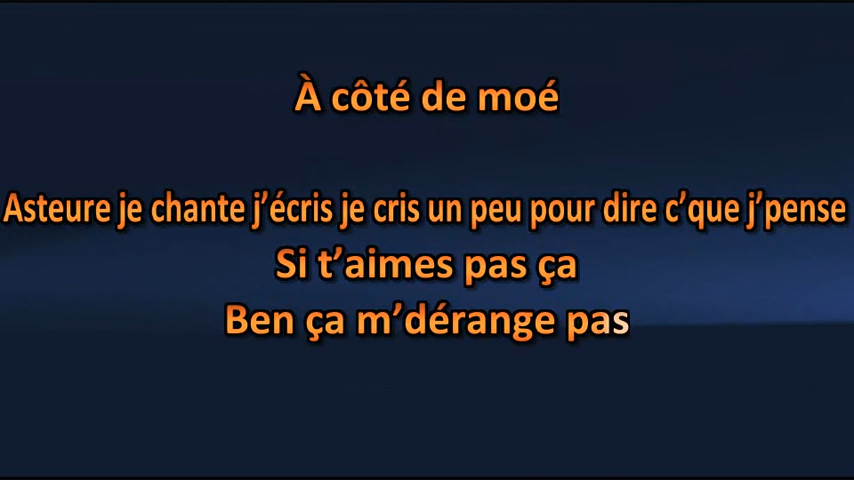 À côté de moé
Asteure je chante j’écris je cris un peu pour dire c’que j’pense
Si t’aimes pas ça
Ben ça m’dérange pas